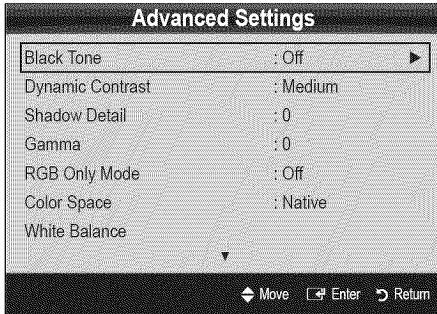 Advanced Settings
Black Tone : Off ►
Dynamic Contrast : Medium
Shadow Detail : 0
Gamma : 0
RGB Only Mode : Off
Color Space : Native
White Balance
▼
Move Enter Return